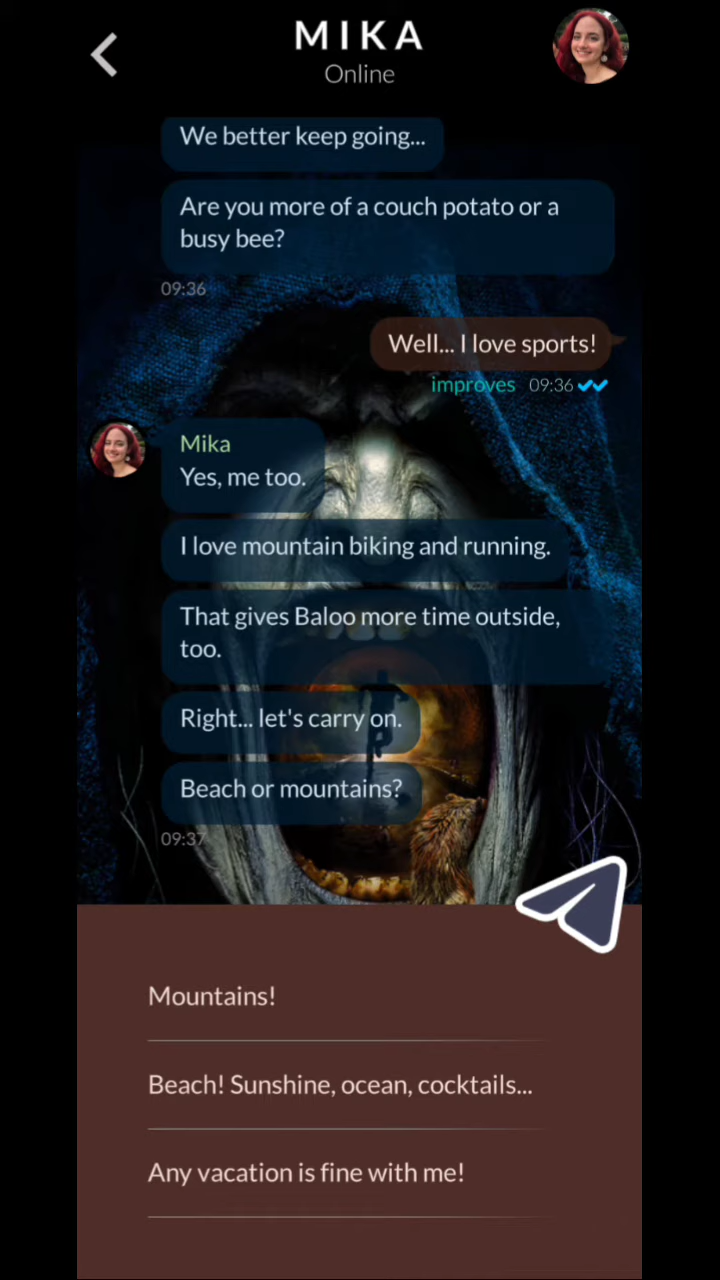 MIKA
Online
We better keep going...
Are you more of a couch potato or a
busy bee?
09:36
Well... I love sports!
improves 09:36
Mika
Yes, me too.
I love mountain biking and running.
That gives Baloo more time outside,
too.
Right... let's carry on.
Beach or mountains?
09:37
Mountains!
Beach! Sunshine, ocean, cocktails...
Any vacation is fine with me!